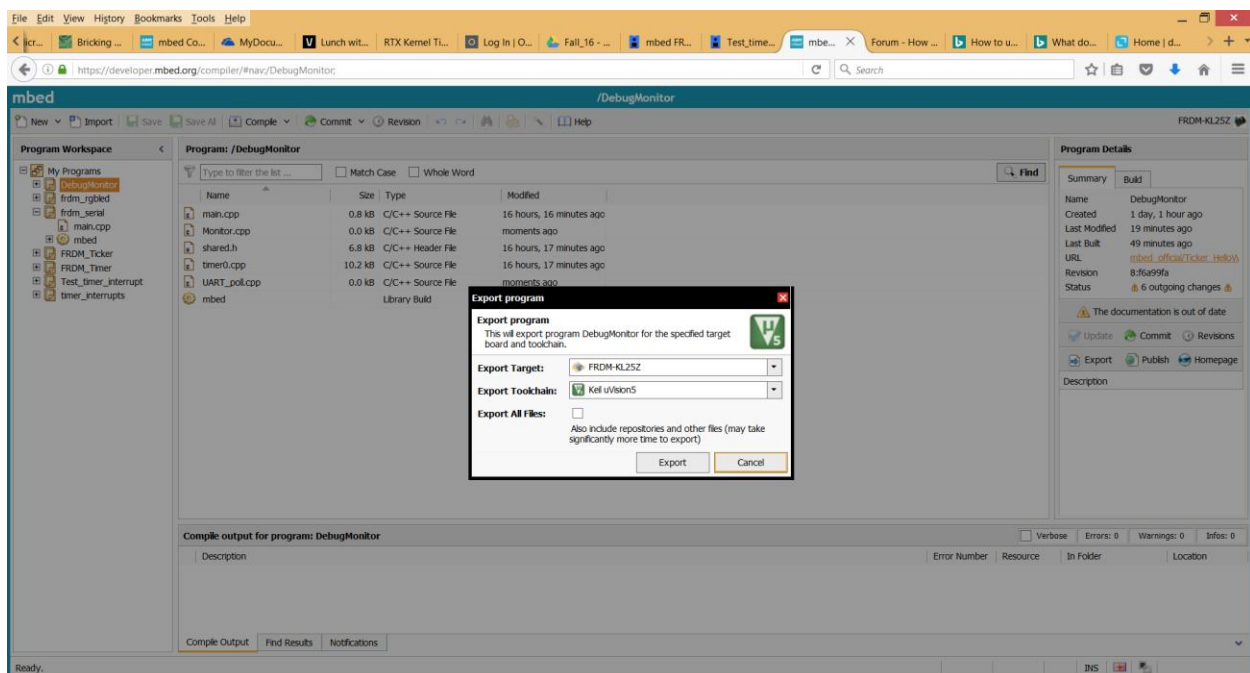 File Edit View History Bookmarks Tools Help
icr... Bricking ... mbed Co... MyDocu... Lunch wit... RTX Kernel Ti... Log In | O... Fall_16 - ... mbed FR... Test_time... mbe... Forum - How ... How to u... What do... Home | d...
https://developer.mbed.org/compiler/#nav:/DebugMonitor; Search
mbed /DebugMonitor
New Import Save Save All Compile Commit Revision Help FRDM-KL25Z
Program Workspace < Program: /DebugMonitor Program Details
My Programs
DebugMonitor
frdm_rgbled
frdm_serial
main.cpp
mbed
FRDM_Ticker
FRDM_Timer
Test_timer_interrupt
timer_interrupts
Type to filter the list ... Match Case Whole Word Find
Name Size Type Modified
main.cpp 0.8 kB C/C++ Source File 16 hours, 16 minutes ago
Monitor.cpp 0.0 kB C/C++ Source File moments ago
shared.h 6.8 kB C/C++ Header File 16 hours, 17 minutes ago
timer0.cpp 10.2 kB C/C++ Source File 16 hours, 17 minutes ago
UART_poll.cpp 0.0 kB C/C++ Source File moments ago
mbed Library Build
Export program
Export program
This will export program DebugMonitor for the specified target
board and toolchain.
Export Target: FRDM-KL25Z
Export Toolchain: Keil uVision5
Export All Files:
Also include repositories and other files (may take
significantly more time to export)
Export Cancel
Summary Build
Name DebugMonitor
Created 1 day, 1 hour ago
Last Modified 19 minutes ago
Last Built 49 minutes ago
URL mbed_official/Ticker_HelloW
Revision 8:f6a99fa
Status 6 outgoing changes
The documentation is out of date
Update Commit Revisions
Export Publish Homepage
Description
Compile output for program: DebugMonitor Verbose Errors: 0 Warnings: 0 Infos: 0
Description Error Number Resource In Folder Location
Compile Output Find Results Notifications
Ready. INS